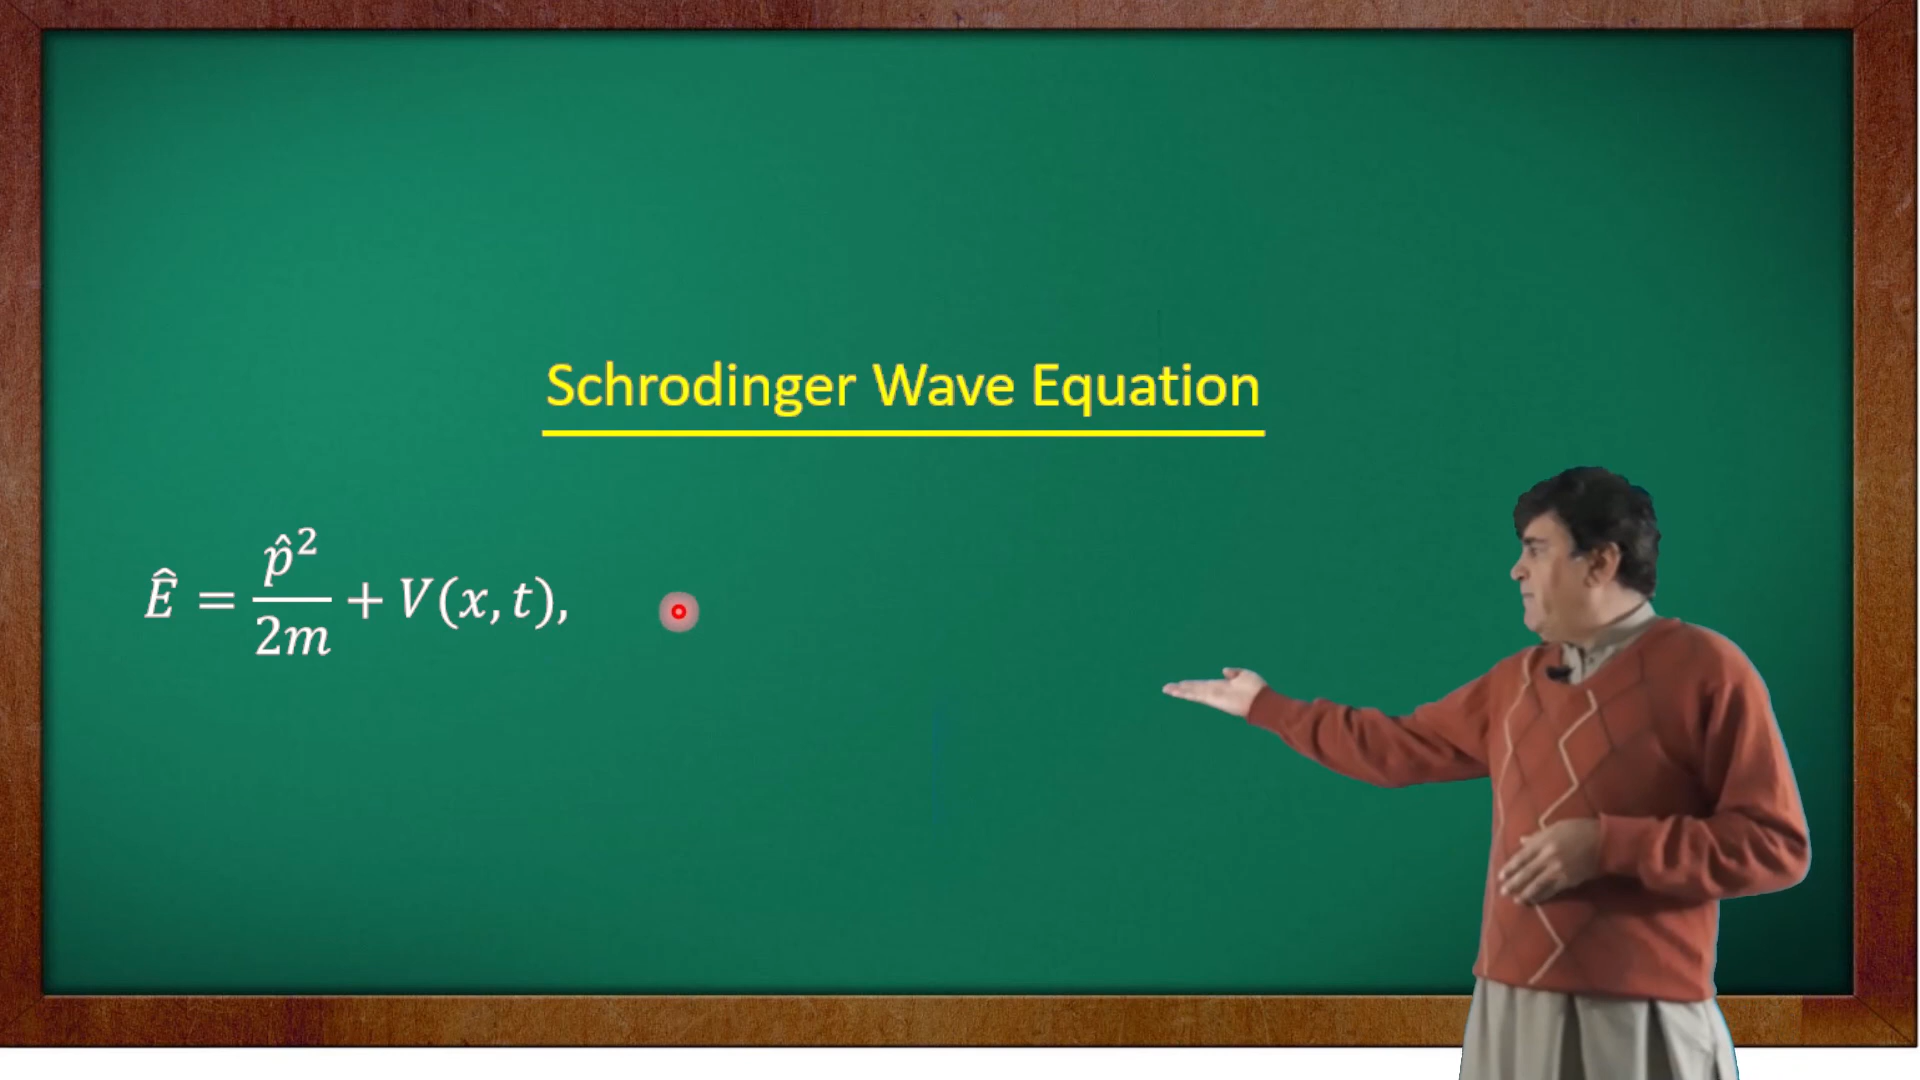 Schrodinger Wave Equation
Ê = p̂²/2m + V(x, t),